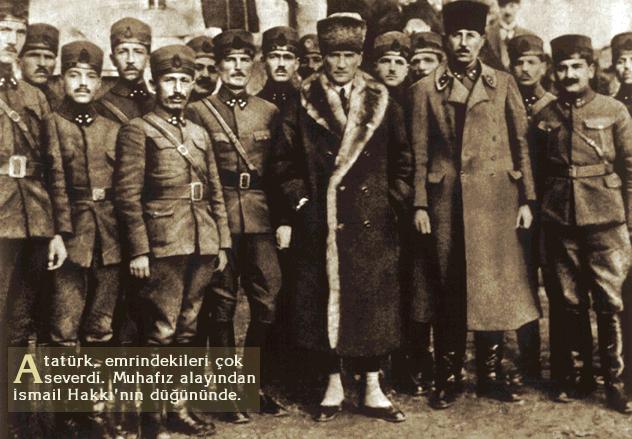 Atatürk, emrindekileri çok
severdi. Muhafız alayından
İsmail Hakkı'nın düğününde.